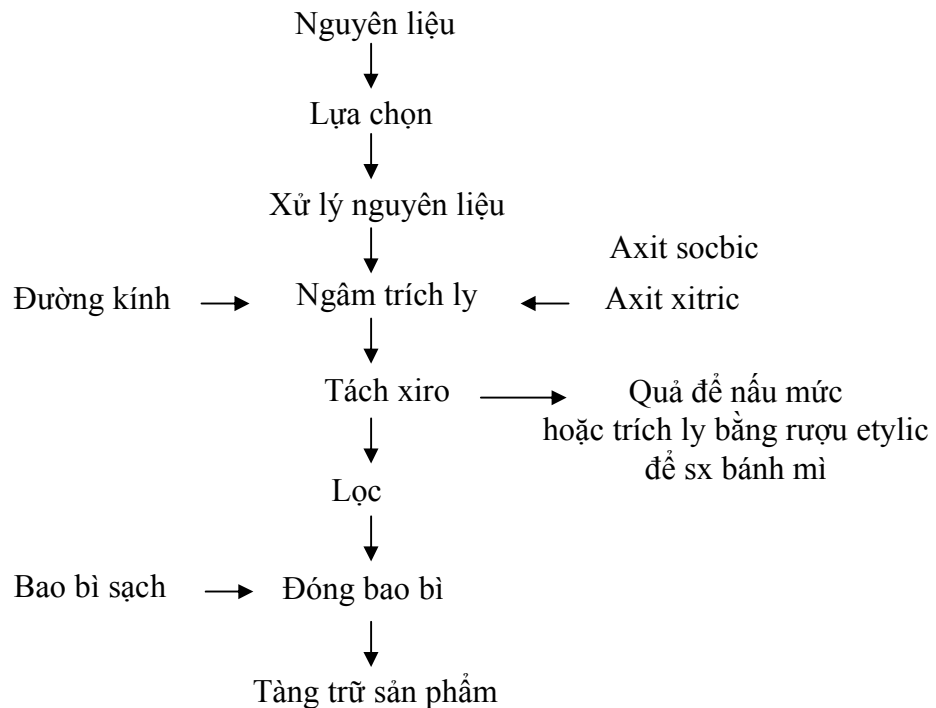 Nguyên liệu
Lựa chọn
Xử lý nguyên liệu
Axit socbic
Đường kính
Ngâm trích ly
Axit xitric
Tách xiro
Quả để nấu mức
hoặc trích ly bằng rượu etylic
để sx bánh mì
Lọc
Bao bì sạch
Đóng bao bì
Tàng trữ sản phẩm